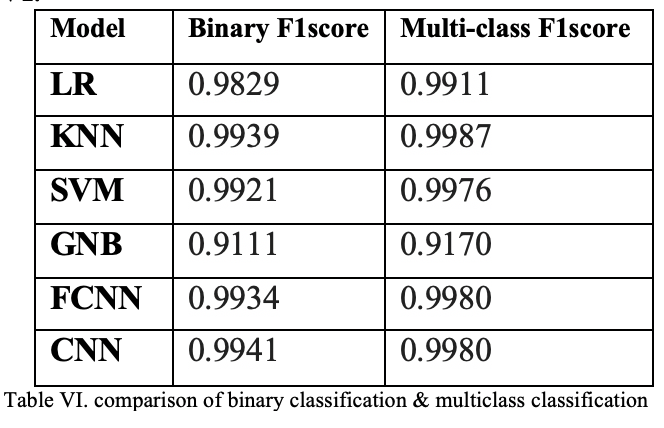 Model Binary F1score Multi-class F1score
LR 0.9829 0.9911
KNN 0.9939 0.9987
SVM 0.9921 0.9976
GNB 0.9111 0.9170
FCNN 0.9934 0.9980
CNN 0.9941 0.9980
Table VI. comparison of binary classification & multiclass classification